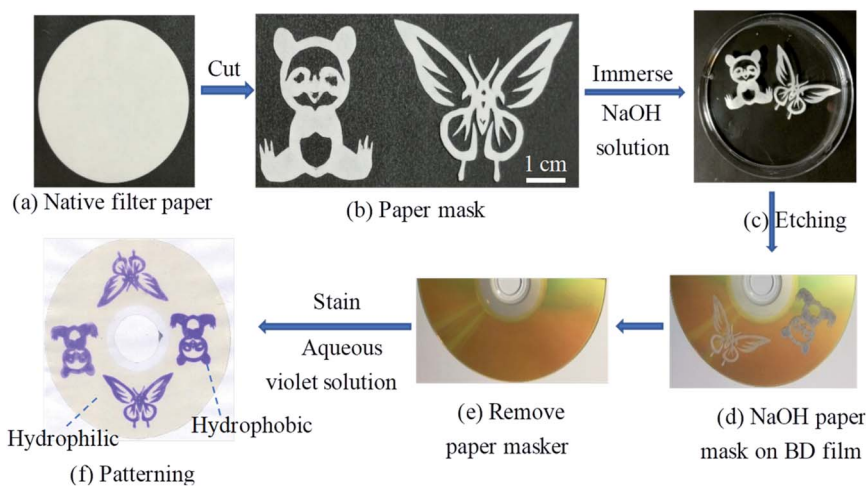 Cut
Immerse
NaOH
solution
1 cm
(a) Native filter paper
(b) Paper mask
(c) Etching
Stain
Aqueous
violet solution
Hydrophilic
Hydrophobic
(f) Patterning
(e) Remove
paper masker
(d) NaOH paper
mask on BD film